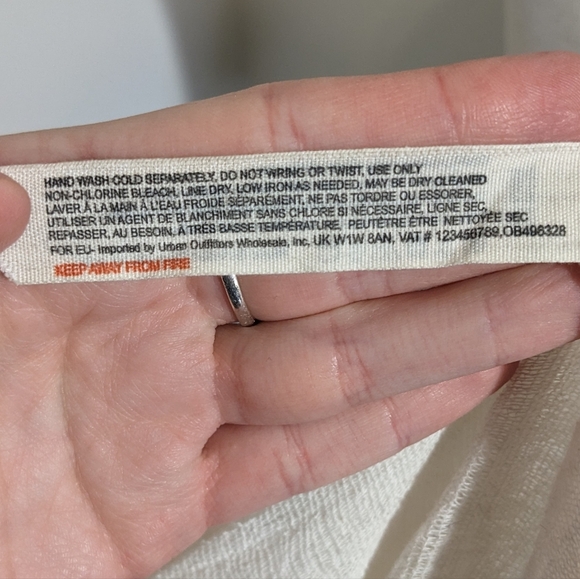 HAND WASH COLD SEPARATELY, DO NOT WRING OR TWIST, USE ONLY
NON-CHLORINE BLEACH, LINE DRY, LOW IRON AS NEEDED, MAY BE DRY CLEANED
LAVER À LA MAIN À L'EAU FROIDE SÉPARÉMENT, NE PAS TORDRE OU ESSORER,
UTILISER UN AGENT DE BLANCHIMENT SANS CHLORE SI NÉCESSAIRE, LIGNE SEC,
REPASSER, AU BESOIN, À TRÈS BASSE TEMPÉRATURE, PEUTÊTRE ÊTRE NETTOYÉE SEC
FOR EU- Imported by Urban Outfitters Wholesale, Inc. UK W1W 8AN, VAT # 123456789.OB498328
KEEP AWAY FROM FIRE